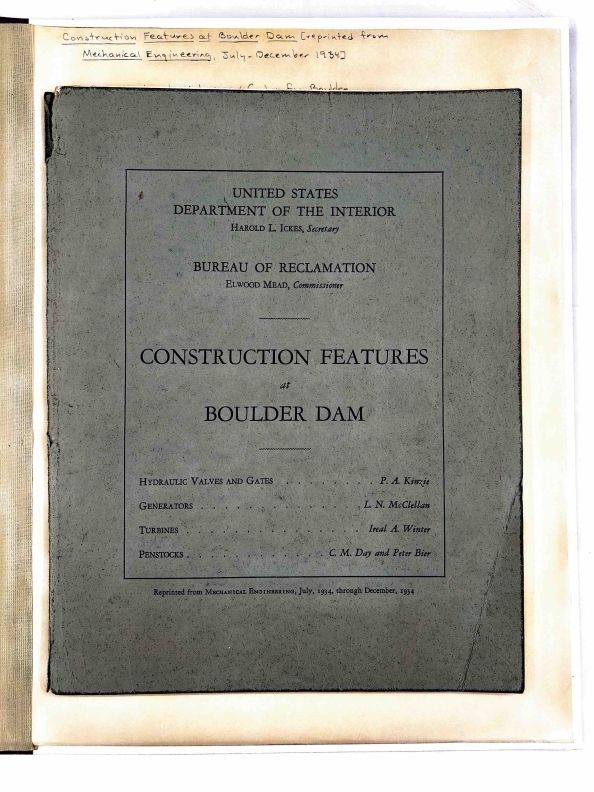 Construction Features at Boulder Dam [reprinted from
Mechanical Engineering, July-December 1934]
UNITED STATES
DEPARTMENT OF THE INTERIOR
HAROLD L. ICKES, Secretary
BUREAU OF RECLAMATION
ELWOOD MEAD, Commissioner
CONSTRUCTION FEATURES
at
BOULDER DAM
HYDRAULIC VALVES AND GATES . . . . . . . . P. A. Kinzie
GENERATORS . . . . . . . . . . . . . . L. N. McClellan
TURBINES . . . . . . . . . . . . . . . Ireal A. Winter
PENSTOCKS . . . . . . . . . . . . C. M. Day and Peter Bier
Reprinted from MECHANICAL ENGINEERING, July, 1934, through December, 1934